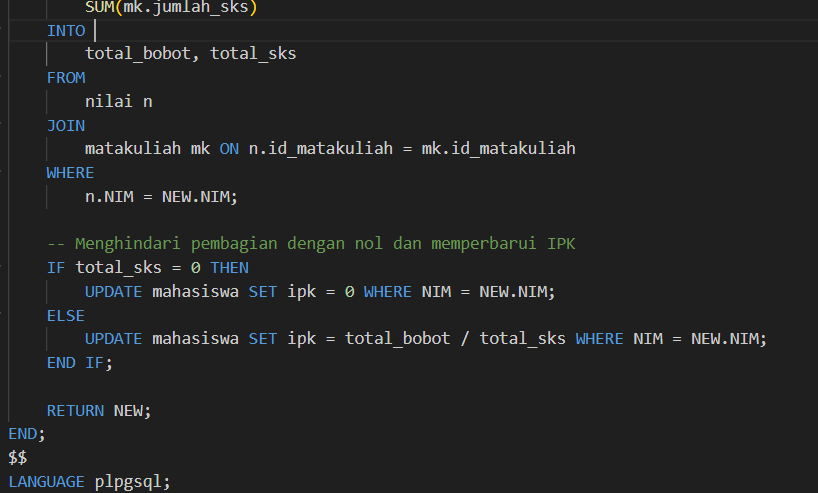 SUM(mk.jumlah_sks)
INTO
total_bobot, total_sks
FROM
nilai n
JOIN
matakuliah mk ON n.id_matakuliah = mk.id_matakuliah
WHERE
n.NIM = NEW.NIM;
-- Menghindari pembagian dengan nol dan memperbarui IPK
IF total_sks = 0 THEN
UPDATE mahasiswa SET ipk = 0 WHERE NIM = NEW.NIM;
ELSE
UPDATE mahasiswa SET ipk = total_bobot / total_sks WHERE NIM = NEW.NIM;
END IF;
RETURN NEW;
END;
$$
LANGUAGE plpgsql;